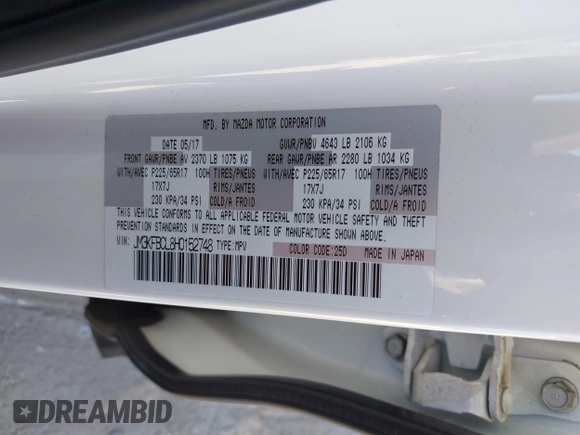 MFD. BY MAZDA MOTOR CORPORATION
DATE 05/17 GVWR/PNBV 4643 LB 2106 KG
FRONT GAWR/PNBE AV 2370 LB 1075 KG REAR GAWR/PNBE AR 2280 LB 1034 KG
WITH/AVEC P225/65R17 100H TIRES/PNEUS WITH/AVEC P225/65R17 100H TIRES/PNEUS
17X7J RIMS/JANTES 17X7J RIMS/JANTES
230 KPA/34 PSI COLD/A FROID 230 KPA/34 PSI COLD/A FROID
THIS VEHICLE CONFORMS TO ALL APPLICABLE FEDERAL MOTOR VEHICLE SAFETY AND THEFT
PREVENTION STANDARDS IN EFFECT ON THE DATE OF MANUFACTURE SHOWN ABOVE.
VIN: JM3KFBCL8H0152748 TYPE:MPV
COLOR CODE:25D MADE IN JAPAN
DREAMBID